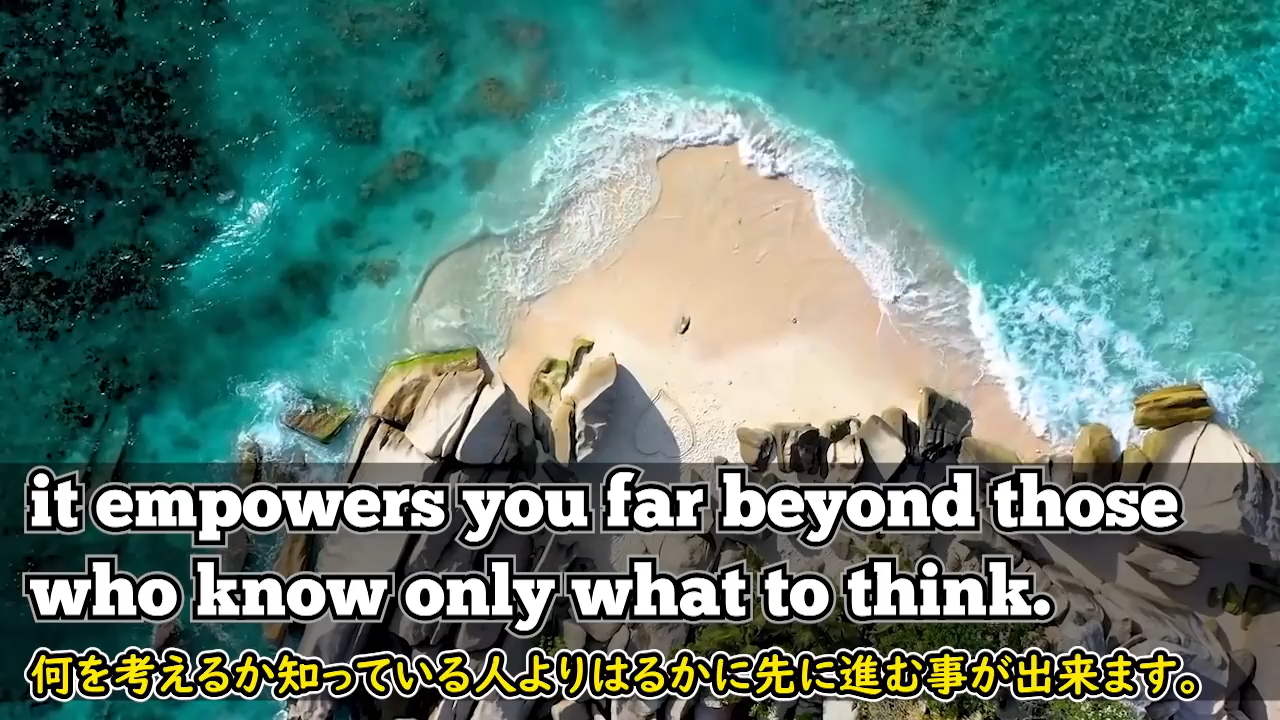 it empowers you far beyond those
who know only what to think.
何を考えるか知っている人よりはるかに先に進む事が出来ます。